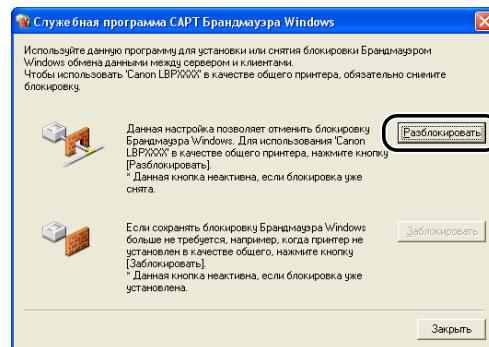 Служебная программа CAPT Брандмауэра Windows
Используйте данную программу для установки или снятия блокировки Брандмауэром
Windows обмена данными между сервером и клиентами.
Чтобы использовать 'Canon LBPXXXX' в качестве общего принтера, обязательно снимите
блокировку.
Данная настройка позволяет отменить блокировку
Брандмауэра Windows. Для использования 'Canon
LBPXXXX' в качестве общего принтера, нажмите кнопку
[Разблокировать].
* Данная кнопка неактивна, если блокировка уже
снята.
Разблокировать
Если сохранять блокировку Брандмауэра Windows
больше не требуется, например, когда принтер не
установлен в качестве общего, нажмите кнопку
[Заблокировать].
* Данная кнопка неактивна, если блокировка уже
установлена.
Заблокировать
Закрыть